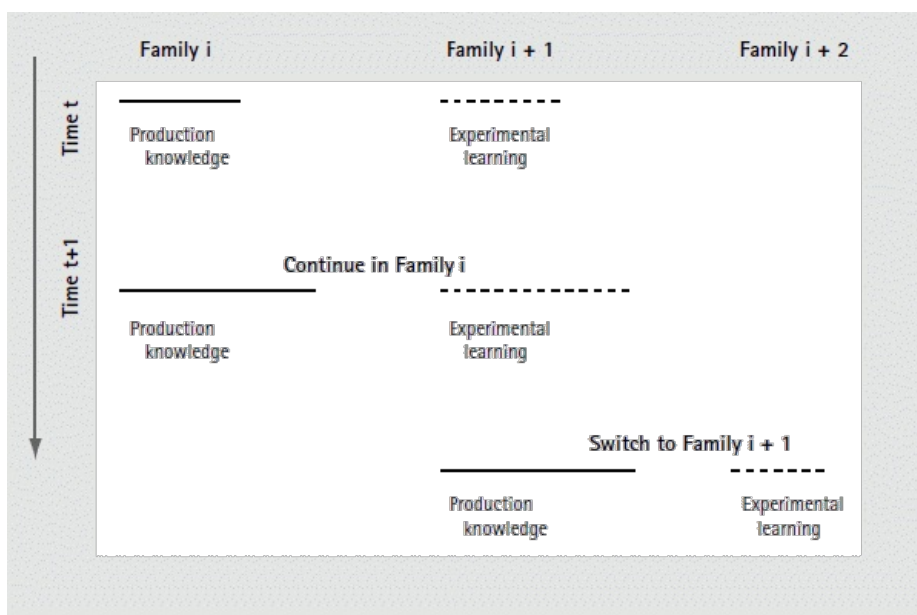 Family i Family i + 1 Family i + 2
Time t
Production Experimental
knowledge learning
Time t+1
Continue in Family i
Production Experimental
knowledge learning
Switch to Family i + 1
Production Experimental
knowledge learning